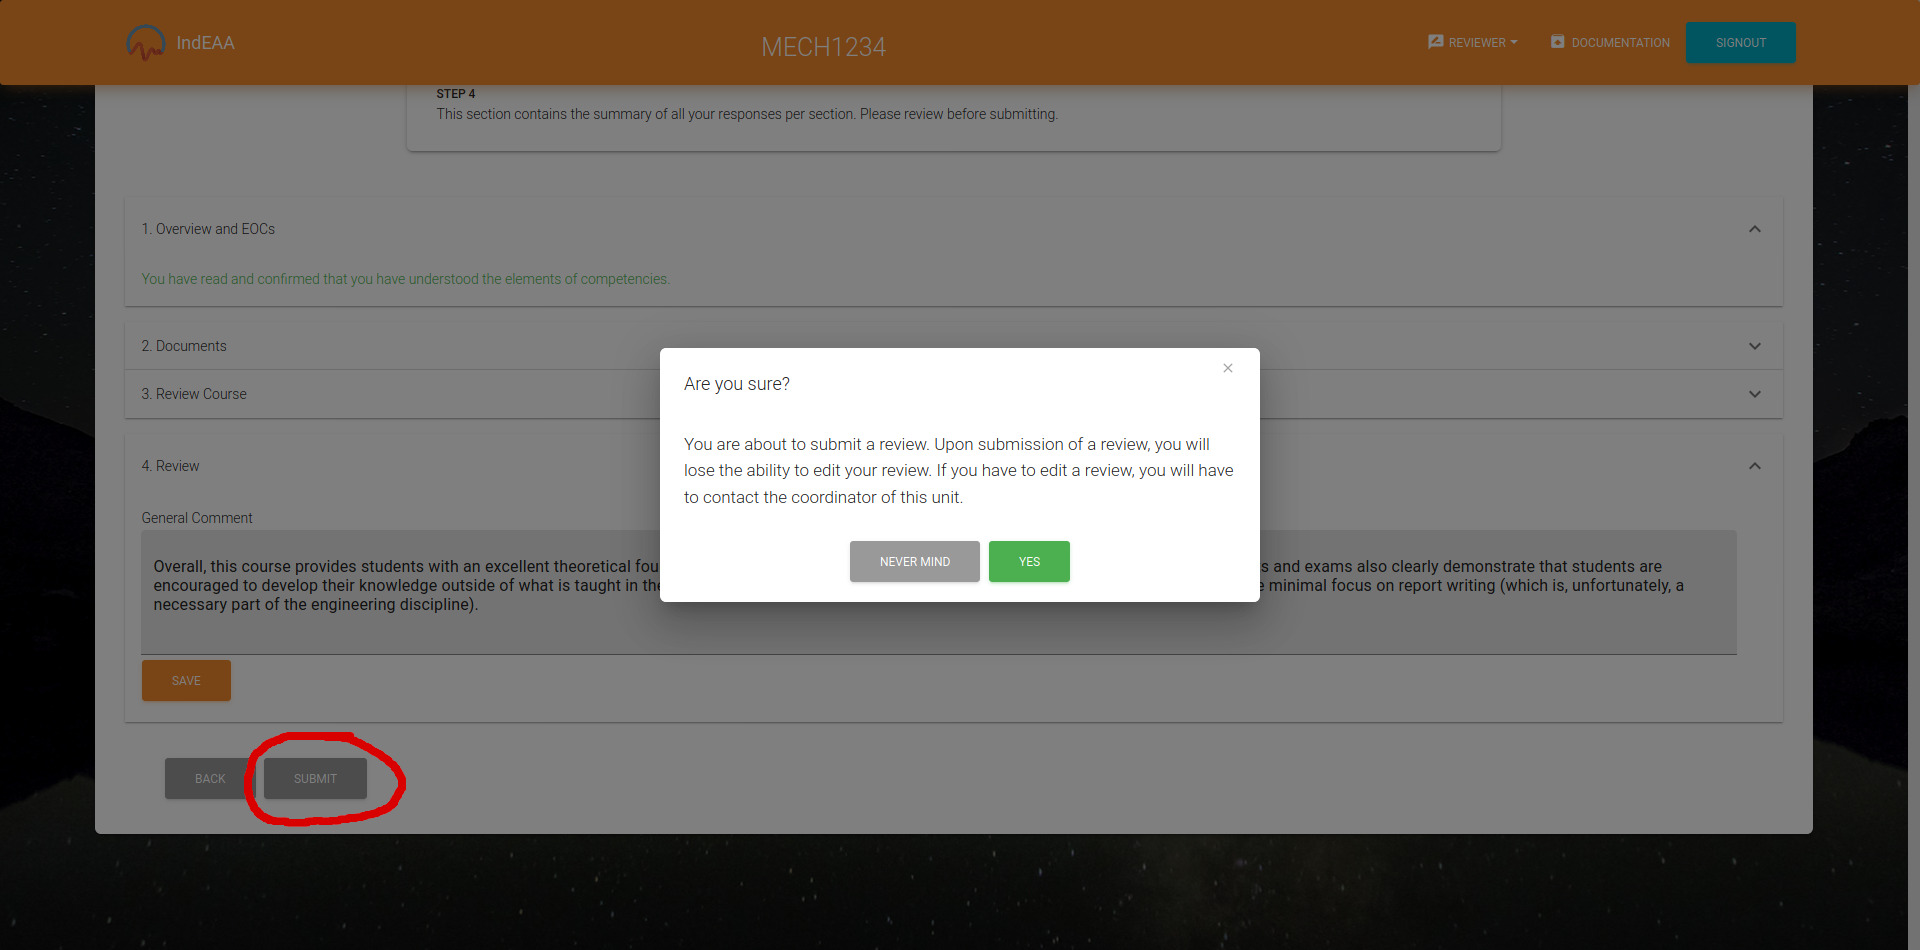 IndEAA
MECH1234
REVIEWER
DOCUMENTATION
SIGNOUT
STEP 4
This section contains the summary of all your responses per section. Please review before submitting.
1. Overview and EOCs
You have read and confirmed that you have understood the elements of competencies.
2. Documents
3. Review Course
Are you sure?
You are about to submit a review. Upon submission of a review, you will
lose the ability to edit your review. If you have to edit a review, you will have
to contact the coordinator of this unit.
NEVER MIND
YES
4. Review
General Comment
Overall, this course provides students with an excellent theoretical and exams also clearly demonstrate that students are
encouraged to develop their knowledge outside of what is taught in minimal focus on report writing (which is, unfortunately, a
necessary part of the engineering discipline).
SAVE
BACK
SUBMIT